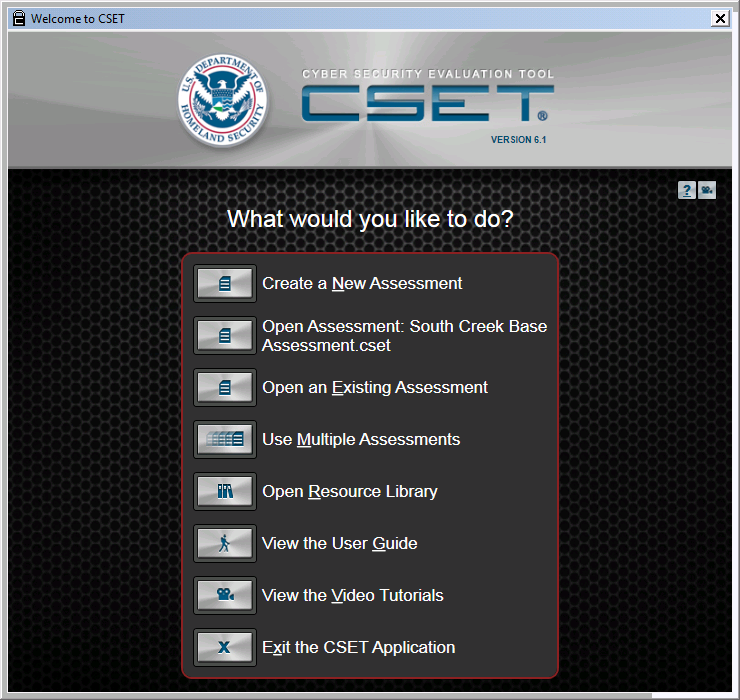 Welcome to CSET
U.S. DEPARTMENT OF
HOMELAND SECURITY
CYBER SECURITY EVALUATION TOOL
CSET®
VERSION 6.1
?
What would you like to do?
Create a New Assessment
Open Assessment: South Creek Base
Assessment.cset
Open an Existing Assessment
Use Multiple Assessments
Open Resource Library
View the User Guide
View the Video Tutorials
Exit the CSET Application